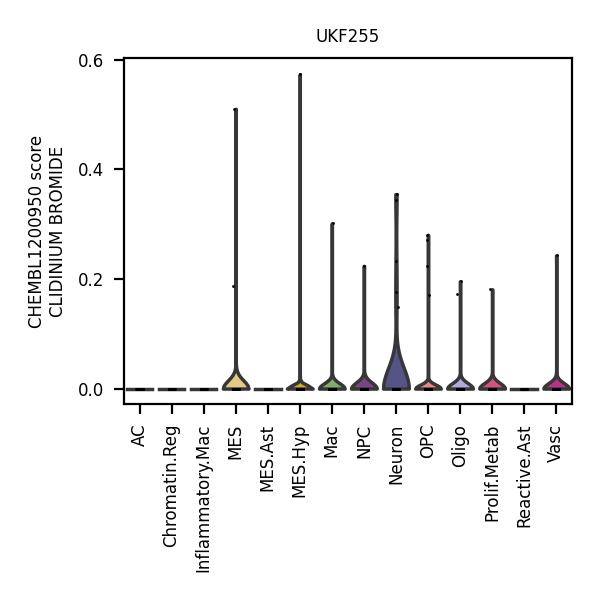 UKF255
CHEMBL1200950 score
CLIDINIUM BROMIDE
0.6
0.4
0.2
0.0
AC
Chromatin.Reg
Inflammatory.Mac
MES
MES.Ast
MES.Hyp
Mac
NPC
Neuron
OPC
Oligo
Prolif.Metab
Reactive.Ast
Vasc